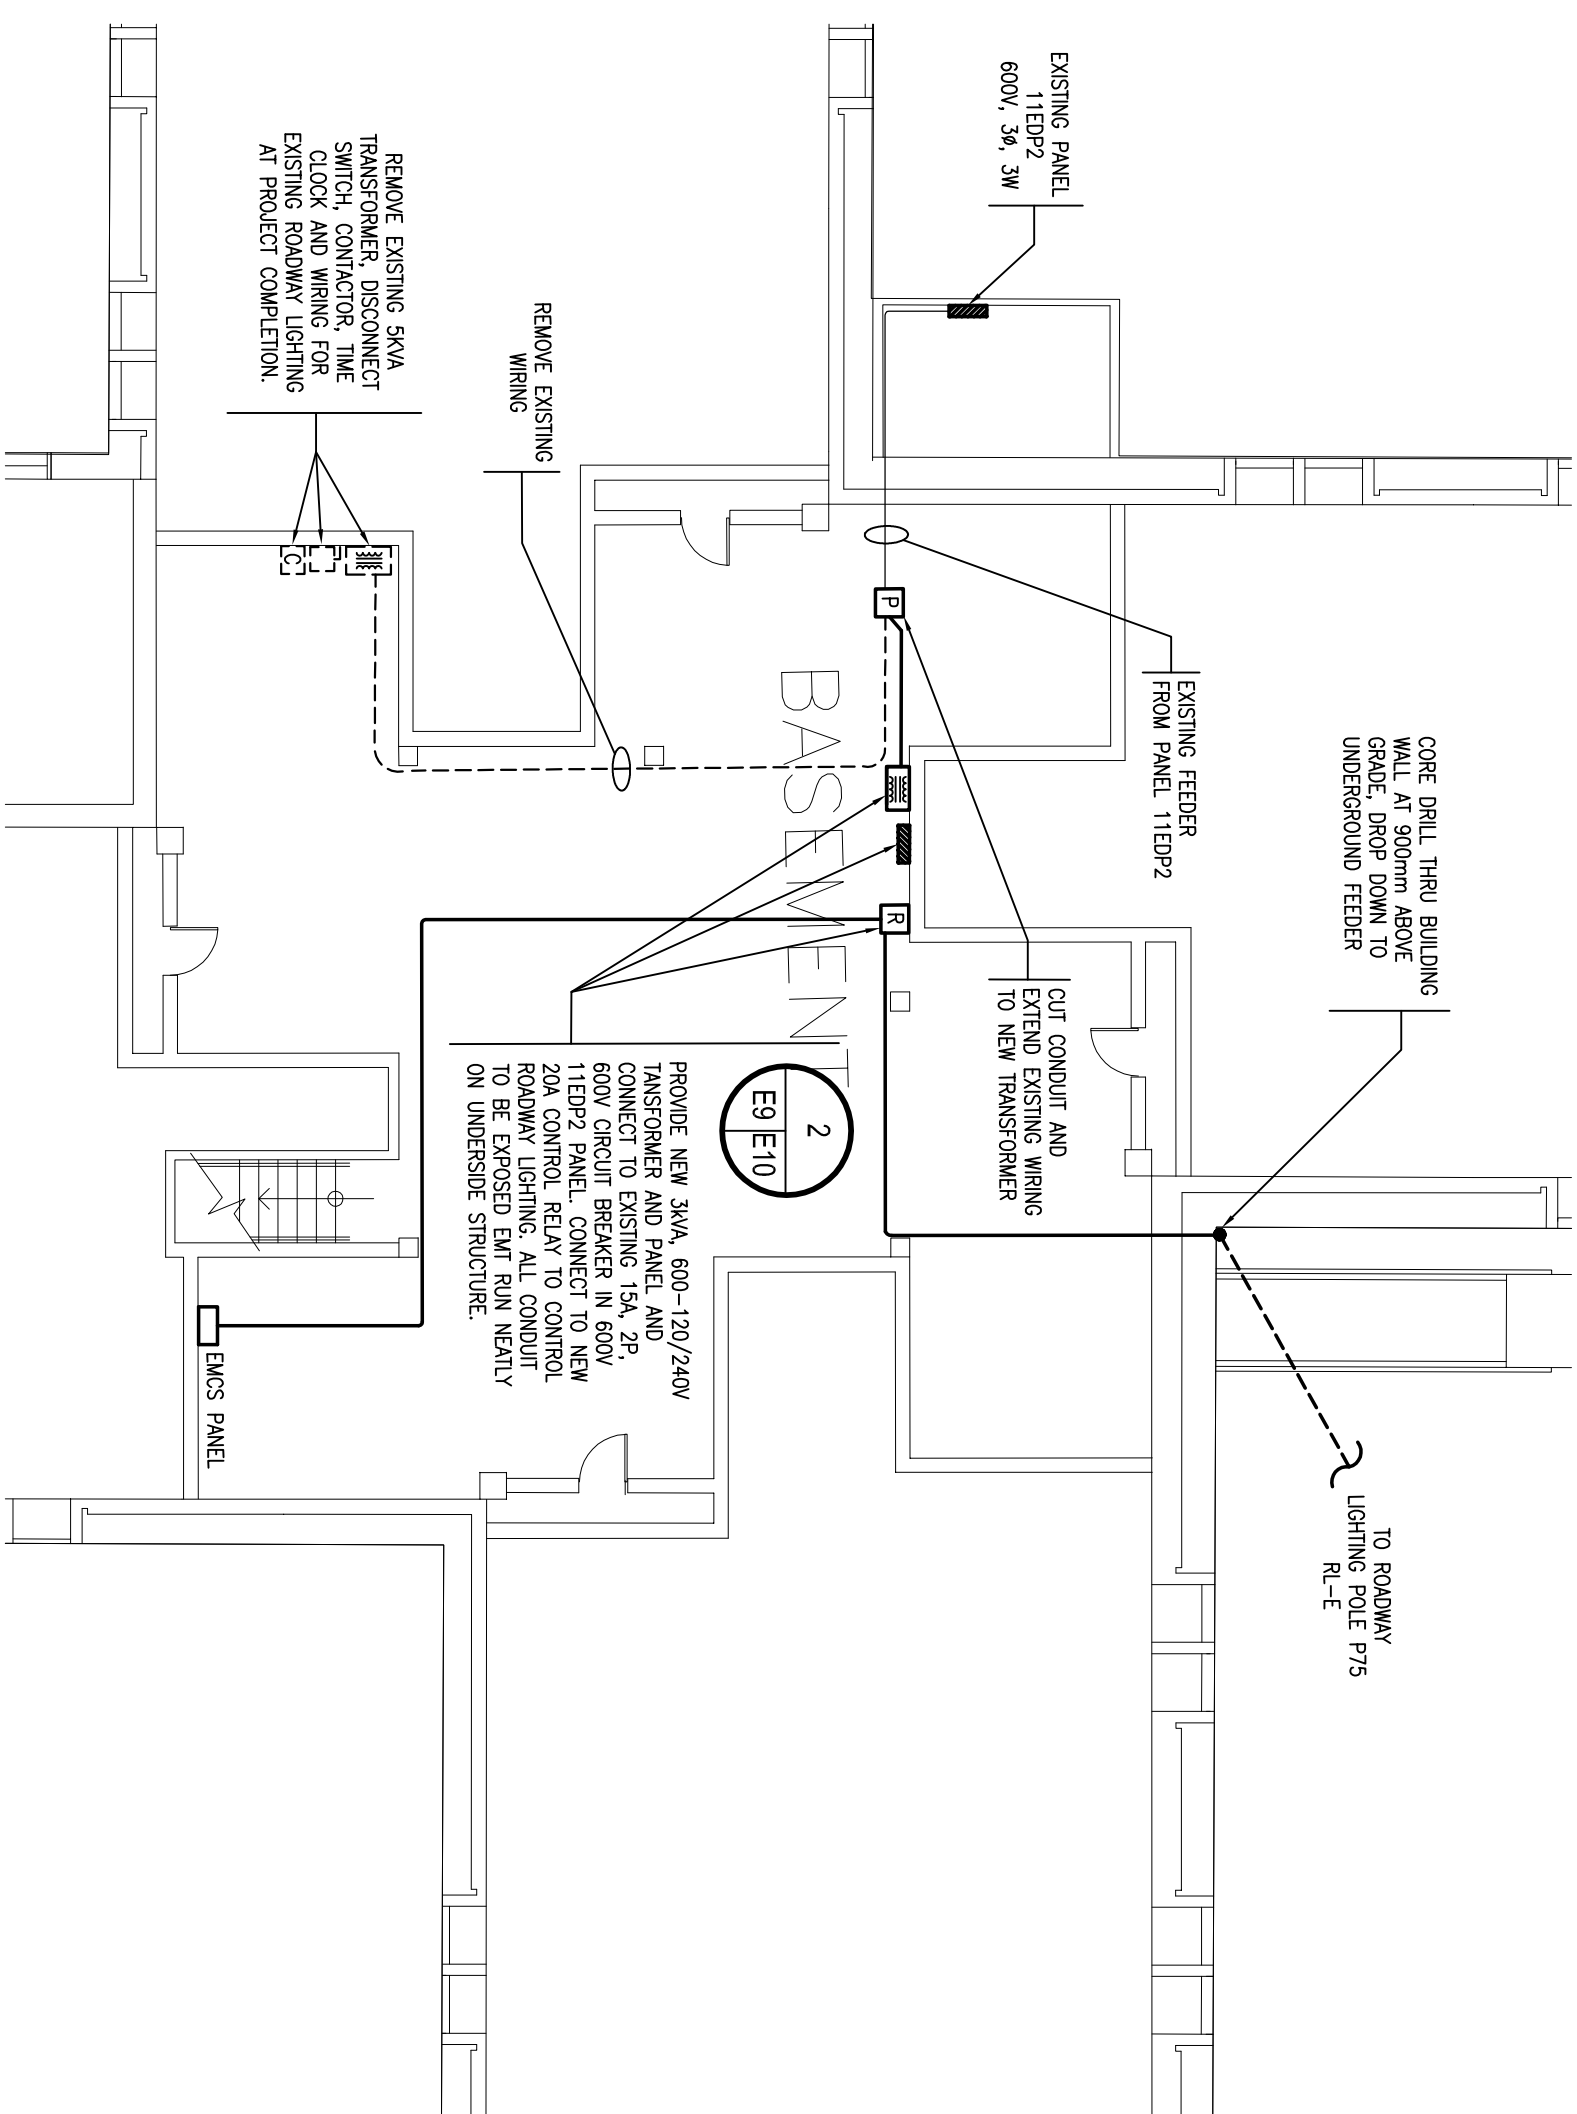 EXISTING PANEL
11EDP2
600V, 3Ø, 3W
REMOVE EXISTING 5KVA
TRANSFORMER, DISCONNECT
SWITCH, CONTACTOR, TIME
CLOCK AND WIRING FOR
EXISTING ROADWAY LIGHTING
AT PROJECT COMPLETION.
REMOVE EXISTING
WIRING
C
P
R
BASEMENT
EXISTING FEEDER
FROM PANEL 11EDP2
CORE DRILL THRU BUILDING
WALL AT 900mm ABOVE
GRADE, DROP DOWN TO
UNDERGROUND FEEDER
CUT CONDUIT AND
EXTEND EXISTING WIRING
TO NEW TRANSFORMER
2
E9 E10
PROVIDE NEW 3kVA, 600-120/240V
TANSFORMER AND PANEL AND
CONNECT TO EXISTING 15A, 2P,
600V CIRCUIT BREAKER IN 600V
11EDP2 PANEL. CONNECT TO NEW
20A CONTROL RELAY TO CONTROL
ROADWAY LIGHTING. ALL CONDUIT
TO BE EXPOSED EMT RUN NEATLY
ON UNDERSIDE STRUCTURE.
EMCS PANEL
TO ROADWAY
LIGHTING POLE P75
RL-E